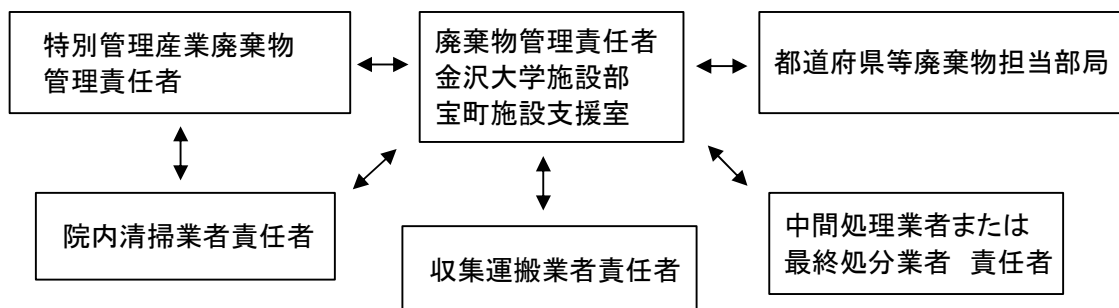 特別管理産業廃棄物
管理責任者
廃棄物管理責任者
金沢大学施設部
宝町施設支援室
都道府県等廃棄物担当部局
院内清掃業者責任者
収集運搬業者責任者
中間処理業者または
最終処分業者　責任者